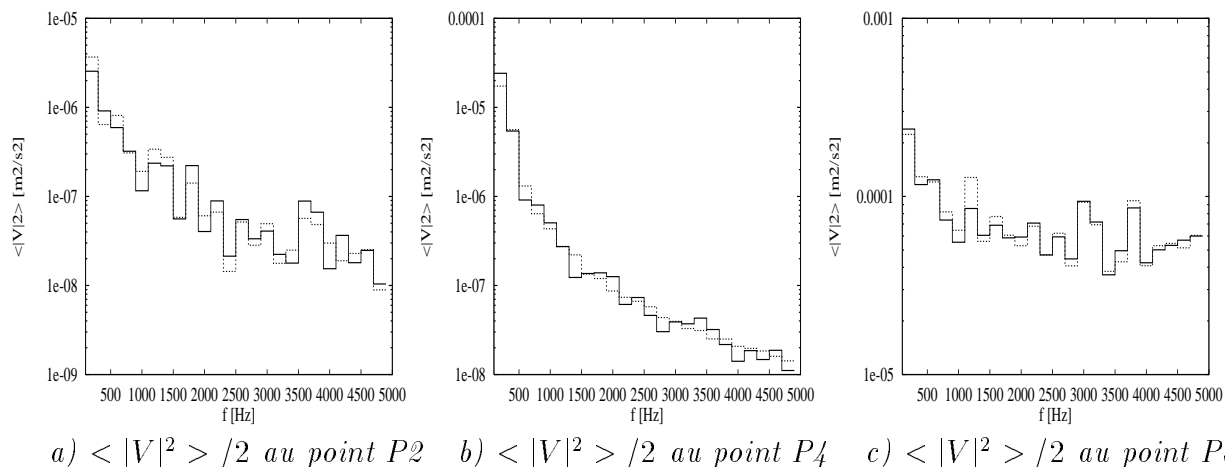 1e-05
1e-06
1e-07
1e-08
1e-09
<|V|2> [m2/s2]
500 1000 1500 2000 2500 3000 3500 4000 4500 5000
f [Hz]
a) < |V|² > /2 au point P2
0.0001
1e-05
1e-06
1e-07
1e-08
<|V|2> [m2/s2]
500 1000 1500 2000 2500 3000 3500 4000 4500 5000
f [Hz]
b) < |V|² > /2 au point P4
0.001
0.0001
1e-05
<|V|2> [m2/s2]
500 1000 1500 2000 2500 3000 3500 4000 4500 5000
f [Hz]
c) < |V|² > /2 au point